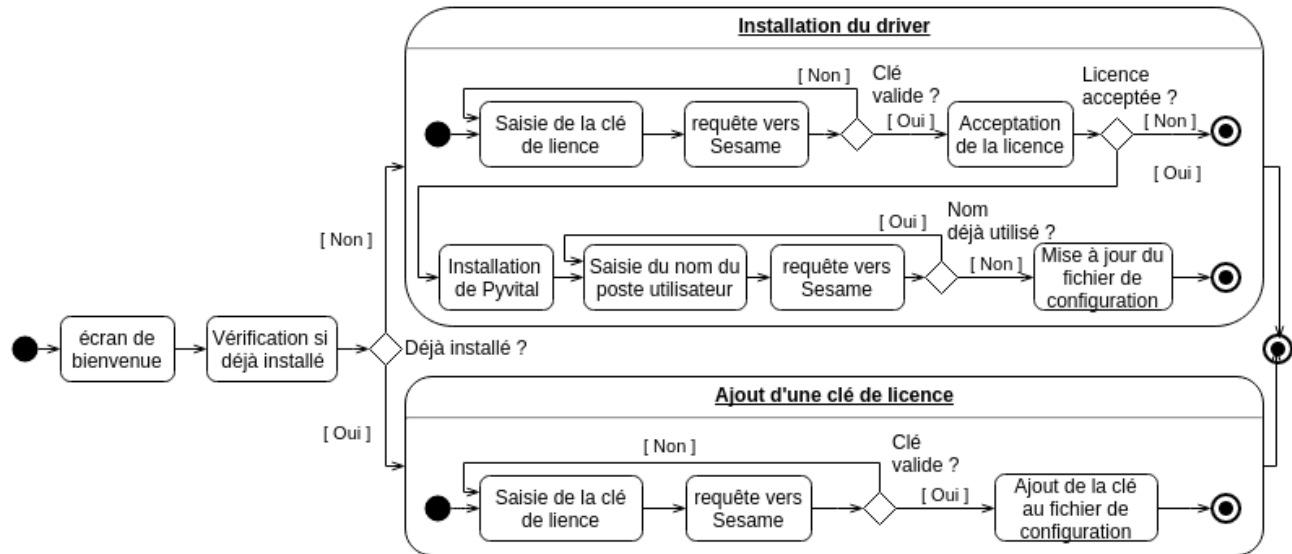 Installation du driver
[ Non ]
Clé
valide ?
Licence
acceptée ?
Saisie de la clé
de lience
requête vers
Sesame
[ Oui ]
Acceptation
de la licence
[ Non ]
[ Oui ]
[ Non ]
[ Oui ]
Nom
déjà utilisé ?
Installation
de Pyvital
Saisie du nom du
poste utilisateur
requête vers
Sesame
[ Non ]
Mise à jour du
fichier de
configuration
écran de
bienvenue
Vérification si
déjà installé
Déjà installé ?
Ajout d'une clé de licence
[ Oui ]
[ Non ]
Clé
valide ?
Saisie de la clé
de lience
requête vers
Sesame
[ Oui ]
Ajout de la clé
au fichier de
configuration